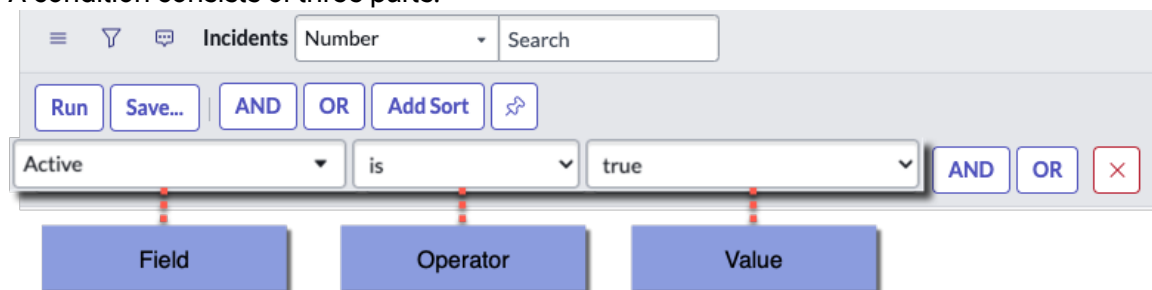 A condition consists of three parts.
Incidents Number Search
Run Save... AND OR Add Sort
Active is true AND OR
Field Operator Value